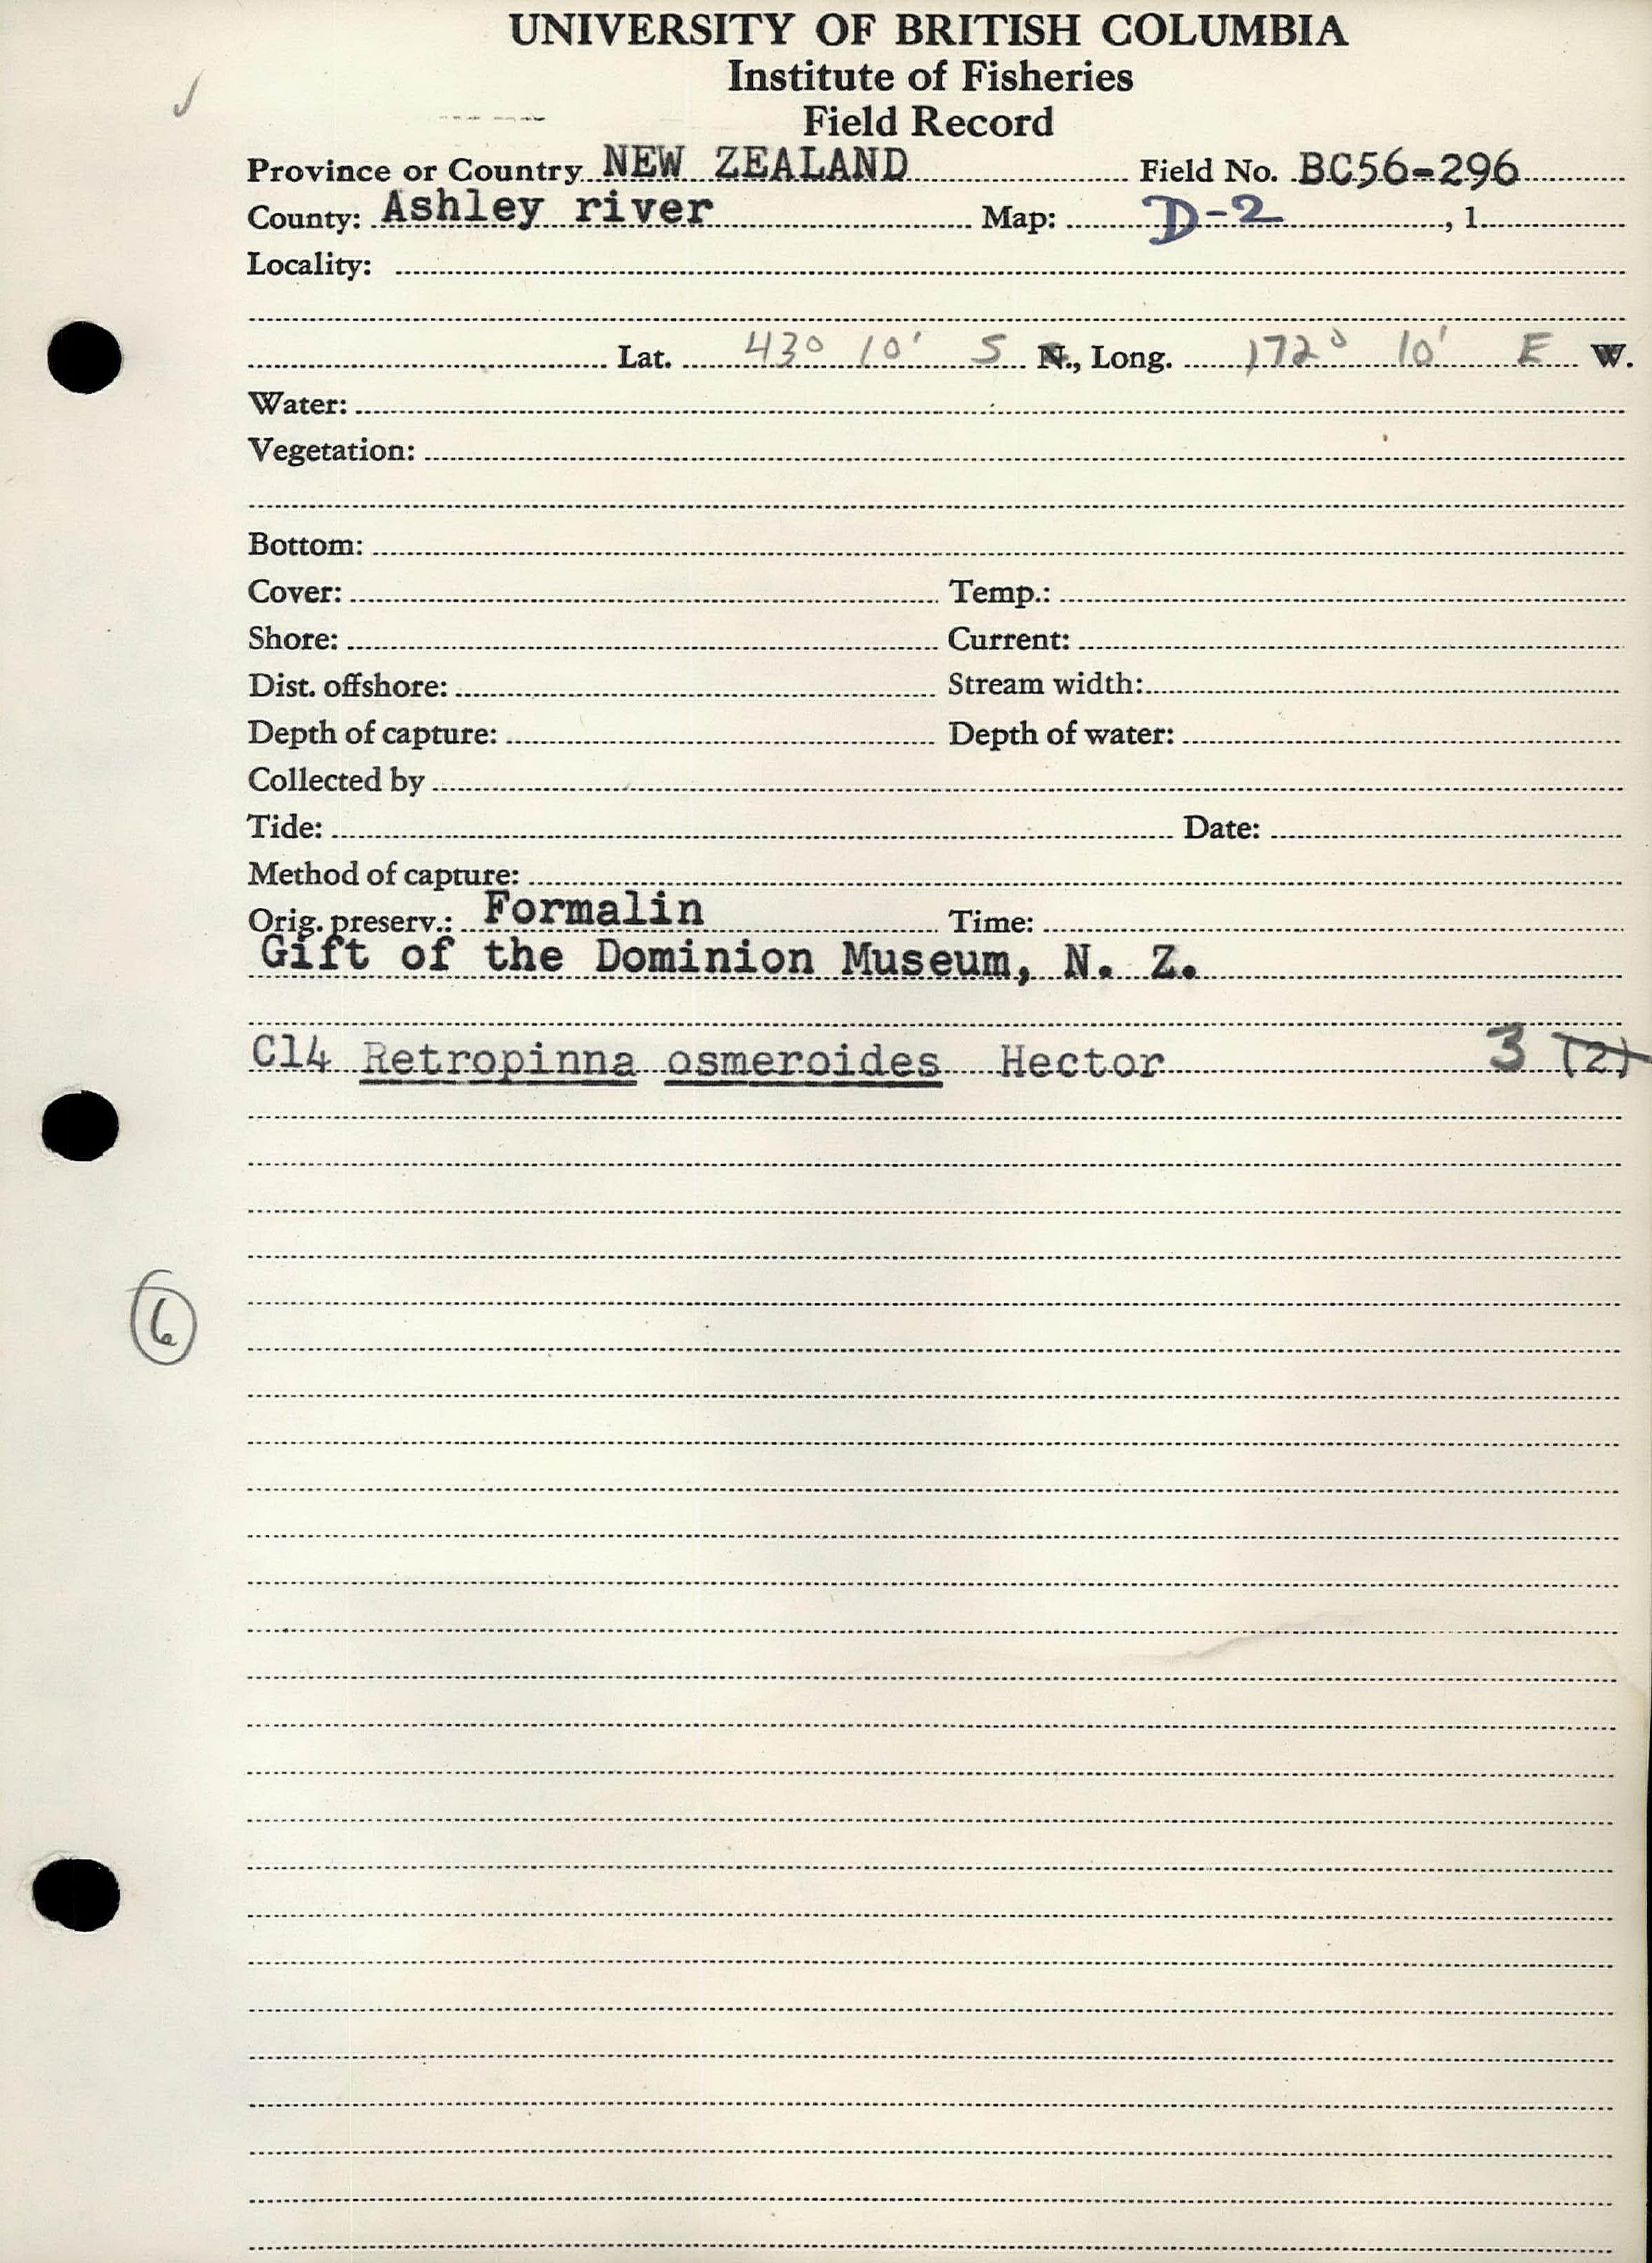 UNIVERSITY OF BRITISH COLUMBIA
Institute of Fisheries
Field Record
Province or Country NEW ZEALAND Field No. BC56-296
County: Ashley river Map: D-2 , 1
Locality:
Lat. 43° 10' S N., Long. 172° 10' E W.
Water:
Vegetation:
Bottom:
Cover: Temp.:
Shore: Current:
Dist. offshore: Stream width:
Depth of capture: Depth of water:
Collected by
Tide: Date:
Method of capture:
Orig. preserv.: Formalin Time:
Gift of the Dominion Museum, N. Z.
C14 Retropinna osmeroides Hector 3 (2)
6